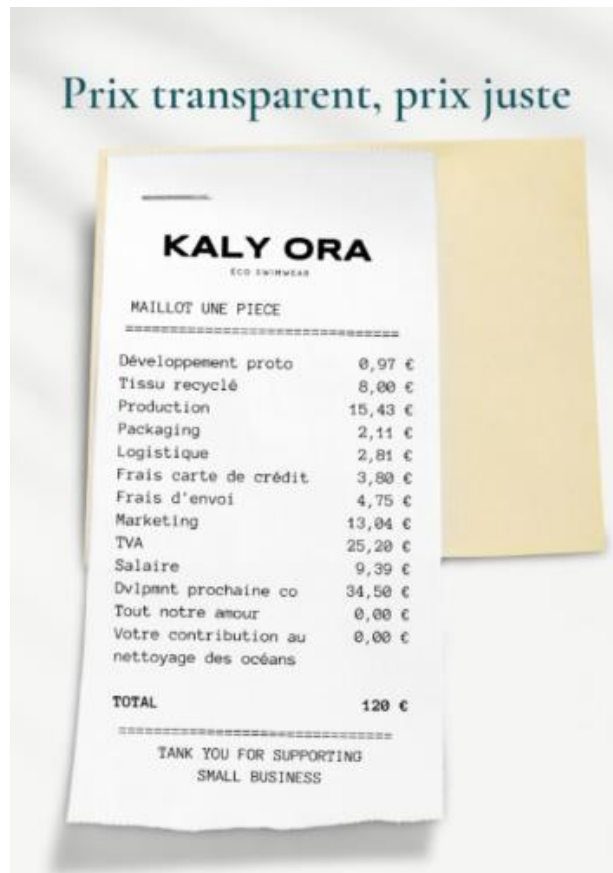 Prix transparent, prix juste
KALY ORA
ÉCO SWIMWEAR
MAILLOT UNE PIECE
===============================
Développement proto 0,97 €
Tissu recyclé 8,00 €
Production 15,43 €
Packaging 2,11 €
Logistique 2,81 €
Frais carte de crédit 3,80 €
Frais d'envoi 4,75 €
Marketing 13,04 €
TVA 25,20 €
Salaire 9,39 €
Dvlpmnt prochaine co 34,50 €
Tout notre amour 0,00 €
Votre contribution au 0,00 €
nettoyage des océans
TOTAL 120 €
===============================
TANK YOU FOR SUPPORTING
SMALL BUSINESS